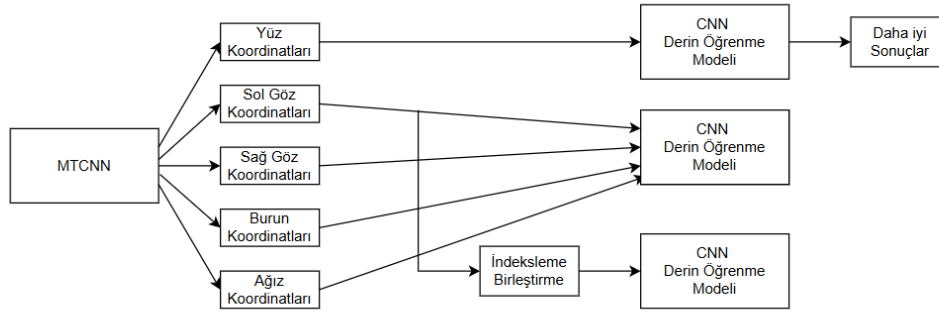 MTCNN
Yüz
Koordinatları
Sol Göz
Koordinatları
Sağ Göz
Koordinatları
Burun
Koordinatları
Ağız
Koordinatları
İndeksleme
Birleştirme
CNN
Derin Öğrenme
Modeli
Daha iyi
Sonuçlar
CNN
Derin Öğrenme
Modeli
CNN
Derin Öğrenme
Modeli